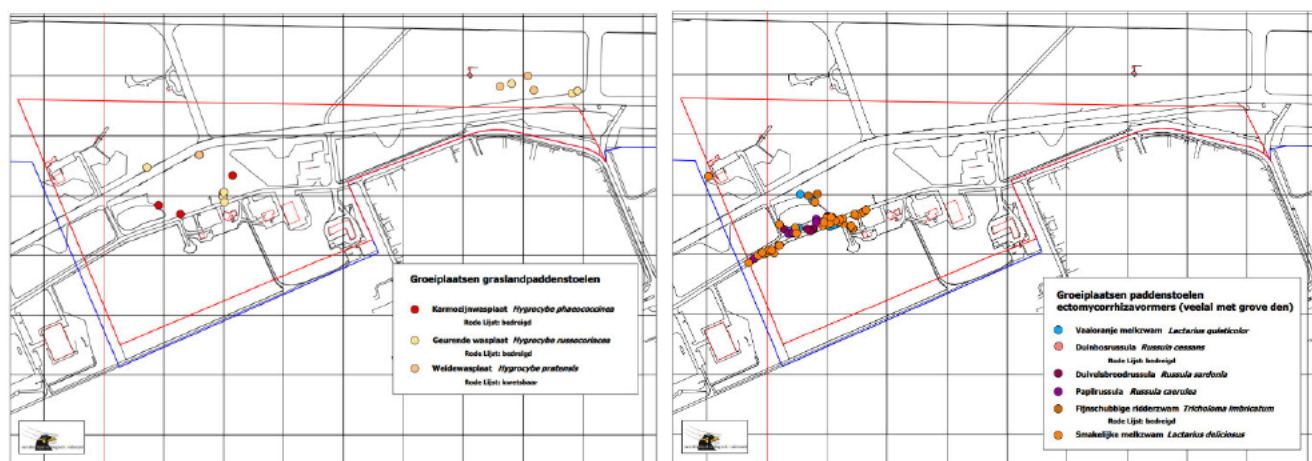 Groeiplaatsen graslandpaddenstoelen
Karmozijnwasplaat Hygrocybe phaeococcinea
Rode Lijst: bedreigd
Geurende wasplaat Hygrocybe russocoriacea
Rode Lijst: bedreigd
Weidewasplaat Hygrocybe pratensis
Rode Lijst: kwetsbaar
Groeiplaatsen paddenstoelen
ectomycorrhizavormers (veelal met grove den)
Vaaloranje melkzwam Lactarius quieticolor
Duinbosrussula Russula cessans
Rode Lijst: bedreigd
Duivelsbroodrussula Russula sardonia
Papilrussula Russula caerulea
Fijnschubbige ridderzwam Tricholoma imbricatum
Rode Lijst: bedreigd
Smakelijke melkzwam Lactarius deliciosus